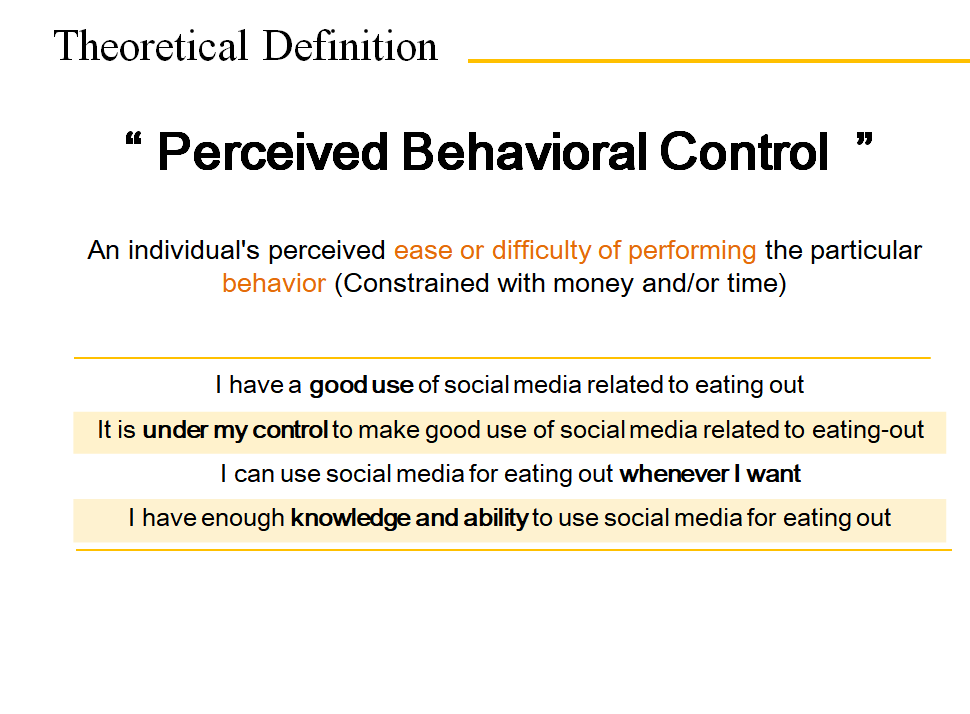 Theoretical Definition
“ Perceived Behavioral Control ”
An individual's perceived ease or difficulty of performing the particular
behavior (Constrained with money and/or time)
I have a good use of social media related to eating out
It is under my control to make good use of social media related to eating-out
I can use social media for eating out whenever I want
I have enough knowledge and ability to use social media for eating out